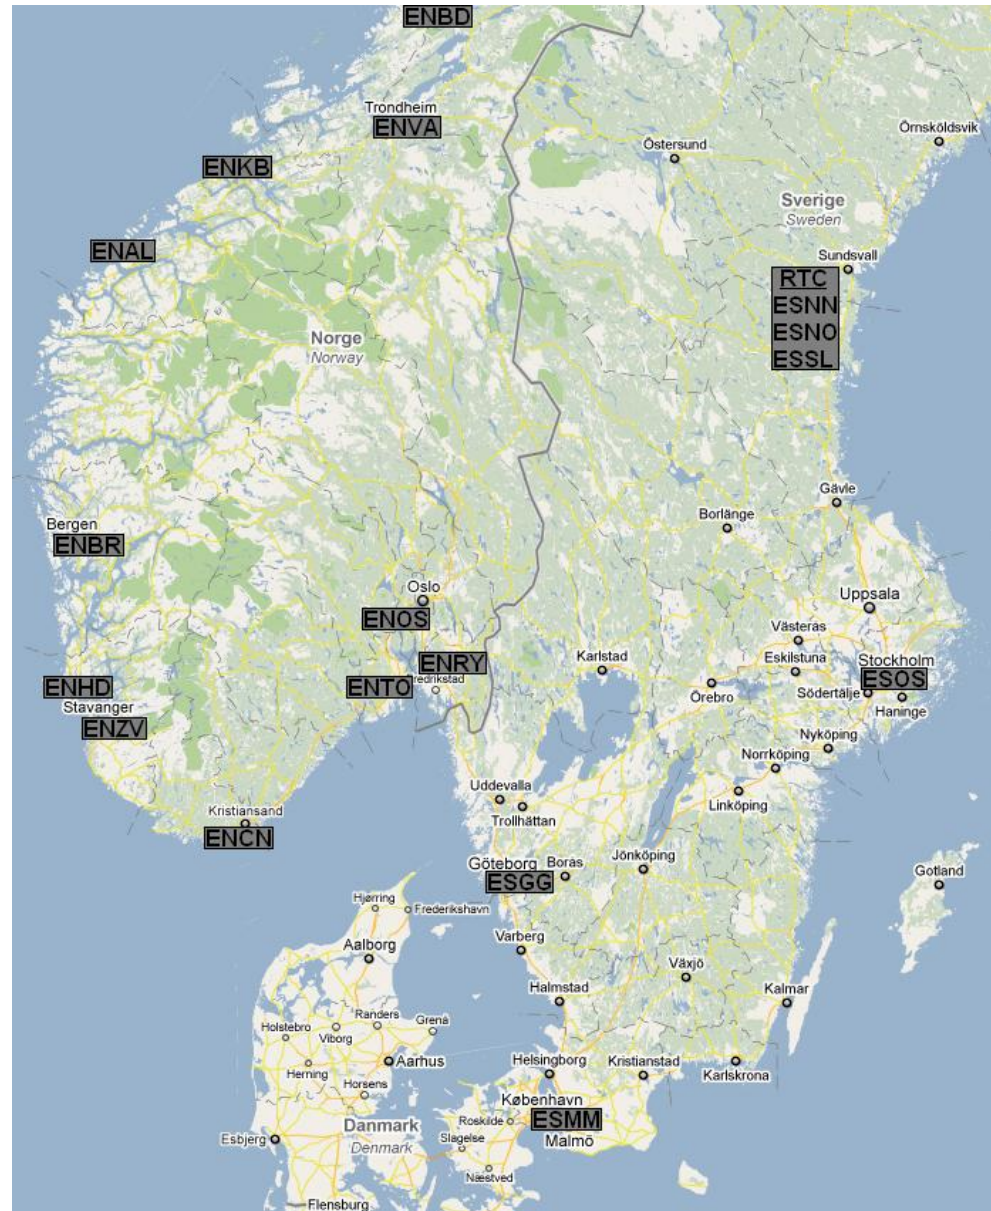 ENBD
Trondheim
ENVA
Örnsköldsvik
Östersund
ENKB
Sverige
Sweden
ENAL
Sundsvall
RTC
ESNN
ESNO
ESSL
Norge
Norway
Gävle
Borlänge
Bergen
ENBR
Oslo
ENOS
Uppsala
Västerås
ENRY
Karlstad
Eskilstuna
Stockholm
ESOS
ENHD
ENTO
redrikstad
Örebro
Södertälje
Haninge
Stavanger
ENZV
Nyköping
Norrköping
Linköping
Uddevalla
Trollhättan
Kristiansand
ENCN
Göteborg
Borås
Jönköping
ESGG
Gotland
Hjørring
Frederikshavn
Varberg
Aalborg
Växjö
Halmstad
Kalmar
Holstebro
Viborg
Randers
Grenå
Aarhus
Herning
Horsens
Helsingborg
Kristianstad
Karlskrona
København
ESMM
Malmö
Danmark
Denmark
Roskilde
Slagelse
Næstved
Esbjerg
Flensburg